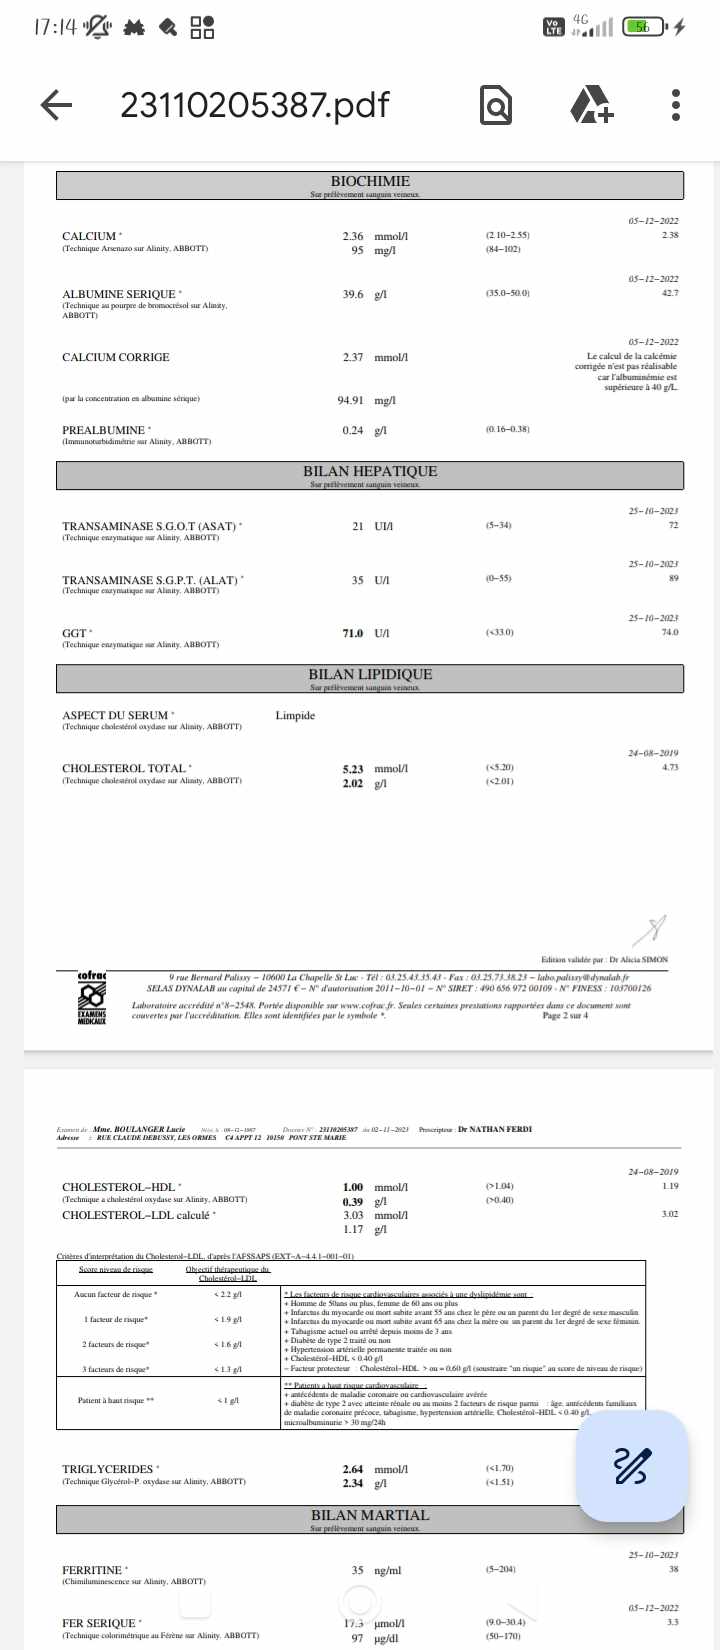 17:14
Vo LTE 4G 56
23110205387.pdf
BIOCHIMIE
Sur prélèvement sanguin veineux.
05-12-2022
CALCIUM * 2.36 mmol/l (2.10-2.55) 2.38
(Technique Arsenazo sur Alinity, ABBOTT) 95 mg/l (84-102)
05-12-2022
ALBUMINE SERIQUE * 39.6 g/l (35.0-50.0) 42.7
(Technique au pourpre de bromocrésol sur Alinity,
ABBOTT)
05-12-2022
CALCIUM CORRIGE 2.37 mmol/l Le calcul de la calcémie
corrigée n'est pas réalisable
car l'albuminémie est
supérieure à 40 g/L.
(par la concentration en albumine sérique) 94.91 mg/l
PREALBUMINE * 0.24 g/l (0.16-0.38)
(Immunoturbidimétrie sur Alinity, ABBOTT)
BILAN HEPATIQUE
Sur prélèvement sanguin veineux.
25-10-2023
TRANSAMINASE S.G.O.T (ASAT) * 21 UI/l (5-34) 72
(Technique enzymatique sur Alinity, ABBOTT)
25-10-2023
TRANSAMINASE S.G.P.T. (ALAT) * 35 U/l (0-55) 89
(Technique enzymatique sur Alinity, ABBOTT)
25-10-2023
GGT * 71.0 U/l (<33.0) 74.0
(Technique enzymatique sur Alinity, ABBOTT)
BILAN LIPIDIQUE
Sur prélèvement sanguin veineux.
ASPECT DU SERUM * Limpide
(Technique cholestérol oxydase sur Alinity, ABBOTT)
24-08-2019
CHOLESTEROL TOTAL * 5.23 mmol/l (<5.20) 4.73
(Technique cholestérol oxydase sur Alinity, ABBOTT) 2.02 g/l (<2.01)
Edition validée par : Dr Alicia SIMON
cofrac
EXAMENS
MEDICAUX
9 rue Bernard Palissy - 10600 La Chapelle St Luc - Tél : 03.25.43.35.43 - Fax : 03.25.73.38.23 - labo.palissy@dynalab.fr
SELAS DYNALAB au capital de 24571 € - N° d'autorisation 2011-10-01 - N° SIRET : 490 656 972 00109 - N° FINESS : 103700126
Laboratoire accrédité n°8-2548. Portée disponible sur www.cofrac.fr. Seules certaines prestations rapportées dans ce document sont
couvertes par l'accréditation. Elles sont identifiées par le symbole *. Page 2 sur 4
Examen de : Mme. BOULANGER Lucie Dossier N° : 23110205387 du 02-11-2023 Prescripteur : Dr NATHAN FERDI
Adresse : RUE CLAUDE DEBUSSY, LES ORMES C4 APPT 12 10150 PONT STE MARIE
24-08-2019
CHOLESTEROL-HDL * 1.00 mmol/l (>1.04) 1.19
(Technique a cholestérol oxydase sur Alinity, ABBOTT) 0.39 g/l (>0.40)
CHOLESTEROL-LDL calculé * 3.03 mmol/l 3.02
1.17 g/l
Critères d'interprétation du Cholesterol-LDL, d'après l'AFSSAPS (EXT-A-4.4.1-001-01)
Score niveau de risque Objectif thérapeutique du
Cholestérol-LDL
Aucun facteur de risque * < 2.2 g/l
1 facteur de risque* < 1.9 g/l
2 facteurs de risque* < 1.6 g/l
3 facteurs de risque* < 1.3 g/l
* Les facteurs de risque cardiovasculaires associés à une dyslipidémie sont
+ Homme de 50ans ou plus, femme de 60 ans ou plus
+ Infarctus du myocarde ou mort subite avant 55 ans chez le père ou un parent du 1er degré de sexe masculin
+ Infarctus du myocarde ou mort subite avant 65 ans chez la mère ou un parent du 1er degré de sexe féminin.
+ Tabagisme actuel ou arrêté depuis moins de 3 ans
+ Diabète de type 2 traité ou non
+ Hypertension artérielle permanente traitée ou non
+ Cholestérol-HDL < 0.40 g/l
- Facteur protecteur : Cholestérol-HDL > ou = 0,60 g/l (soustraire "un risque" au score de niveau de risque)
Patient à haut risque ** < 1 g/l
** Patients a haut risque cardiovasculaire :
+ antécédents de maladie coronaire ou cardiovasculaire avérée
+ diabète de type 2 avec atteinte rénale ou au moins 2 facteurs de risque parmi : âge, antécédents familiaux
de maladie coronaire précoce, tabagisme, hypertension artérielle, Cholestérol-HDL < 0.40 g/l,
microalbuminurie > 30 mg/24h
TRIGLYCERIDES * 2.64 mmol/l (<1.70)
(Technique Glycérol-P. oxydase sur Alinity, ABBOTT) 2.34 g/l (<1.51)
BILAN MARTIAL
Sur prélèvement sanguin veineux.
25-10-2023
FERRITINE * 35 ng/ml (5-204) 38
(Chimiluminescence sur Alinity, ABBOTT)
05-12-2022
FER SERIQUE * 17.3 µmol/l (9.0-30.4) 3.3
(Technique colorimétrique au Férène sur Alinity, ABBOTT) 97 µg/dl (50-170)